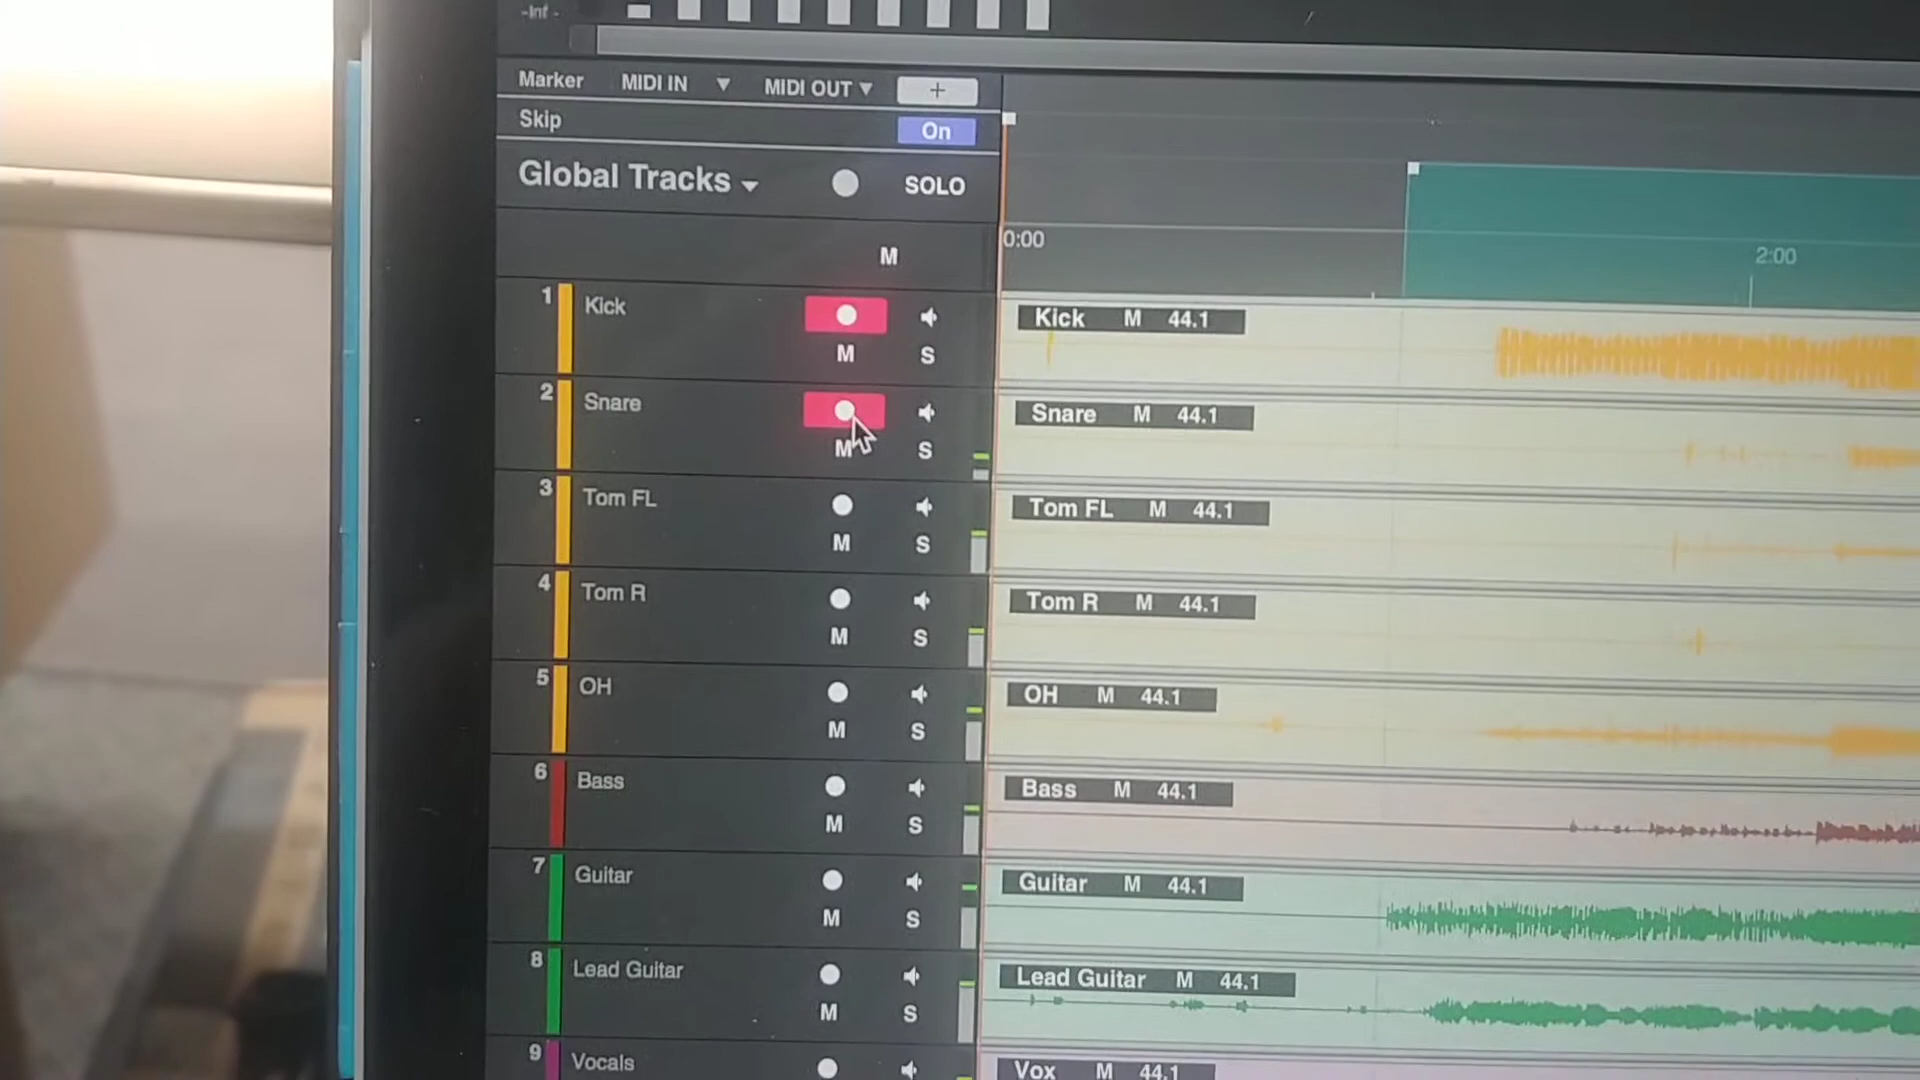 -Inf -
Marker MIDI IN ▼ MIDI OUT ▼ +
Skip On
Global Tracks SOLO
M
0:00 2:00
1 Kick
M S
Kick M 44.1
2 Snare
M S
Snare M 44.1
3 Tom FL
M S
Tom FL M 44.1
4 Tom R
M S
Tom R M 44.1
5 OH
M S
OH M 44.1
6 Bass
M S
Bass M 44.1
7 Guitar
M S
Guitar M 44.1
8 Lead Guitar
M S
Lead Guitar M 44.1
9 Vocals
Vox M 44.1